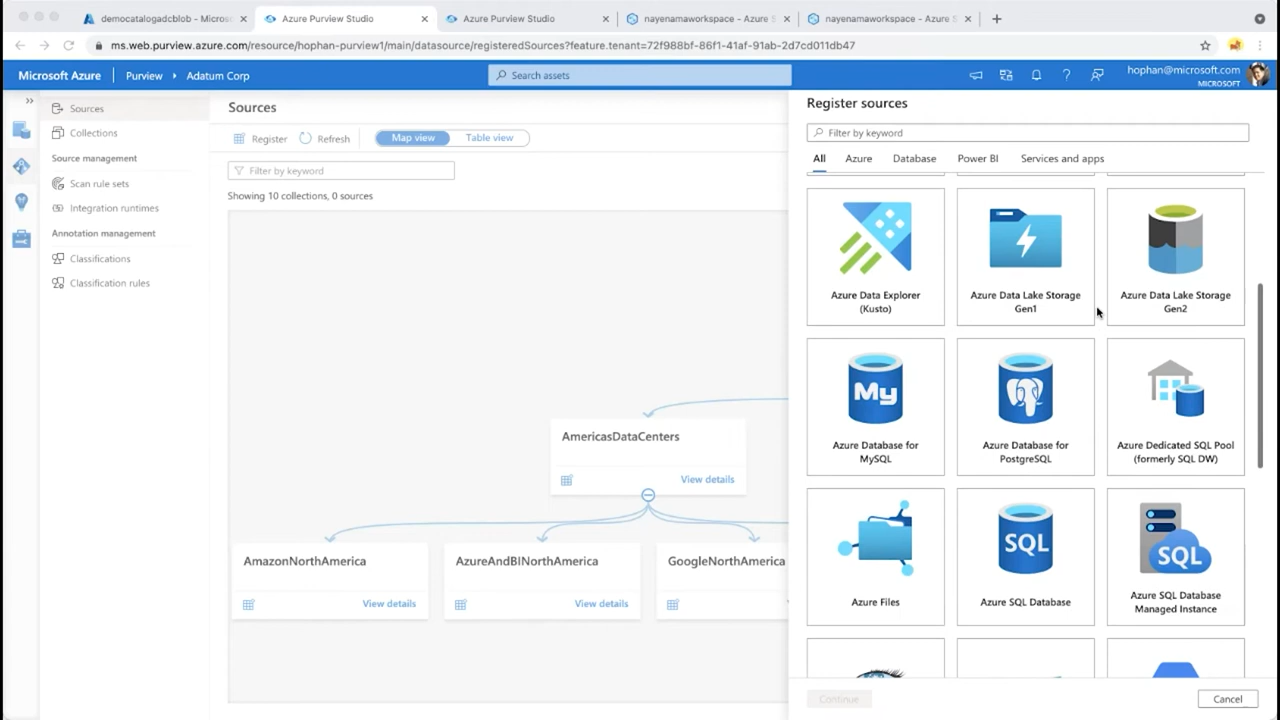 democatalogadcblob - Micros
Azure Purview Studio
Azure Purview Studio
nayenamaworkspace - Azure S
nayenamaworkspace - Azure S
ms.web.purview.azure.com/resource/hophan-purview1/main/datasource/registeredSources?feature.tenant=72f988bf-86f1-41af-91ab-2d7cd011db47
Microsoft Azure
Purview
Adatum Corp
Search assets
hophan@microsoft.com
MICROSOFT
Sources
Collections
Source management
Scan rule sets
Integration runtimes
Annotation management
Classifications
Classification rules
Sources
Register
Refresh
Map view
Table view
Filter by keyword
Showing 10 collections, 0 sources
AmericasDataCenters
View details
AmazonNorthAmerica
View details
AzureAndBINorthAmerica
View details
GoogleNorthAmerica
Register sources
Filter by keyword
All
Azure
Database
Power BI
Services and apps
Azure Data Explorer
(Kusto)
Azure Data Lake Storage
Gen1
Azure Data Lake Storage
Gen2
My
Azure Database for
MySQL
Azure Database for
PostgreSQL
Azure Dedicated SQL Pool
(formerly SQL DW)
Azure Files
SQL
Azure SQL Database
SQL
Azure SQL Database
Managed Instance
Continue
Cancel